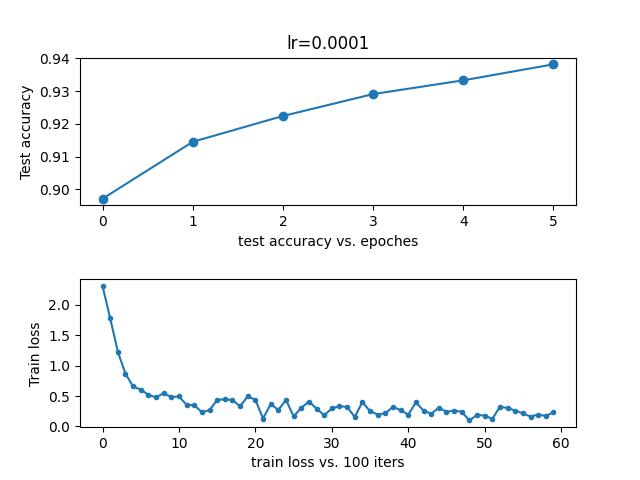 lr=0.0001
0.94
0.93
0.92
0.91
0.90
Test accuracy
0 1 2 3 4 5
test accuracy vs. epoches
2.0
1.5
1.0
0.5
0.0
Train loss
0 10 20 30 40 50 60
train loss vs. 100 iters